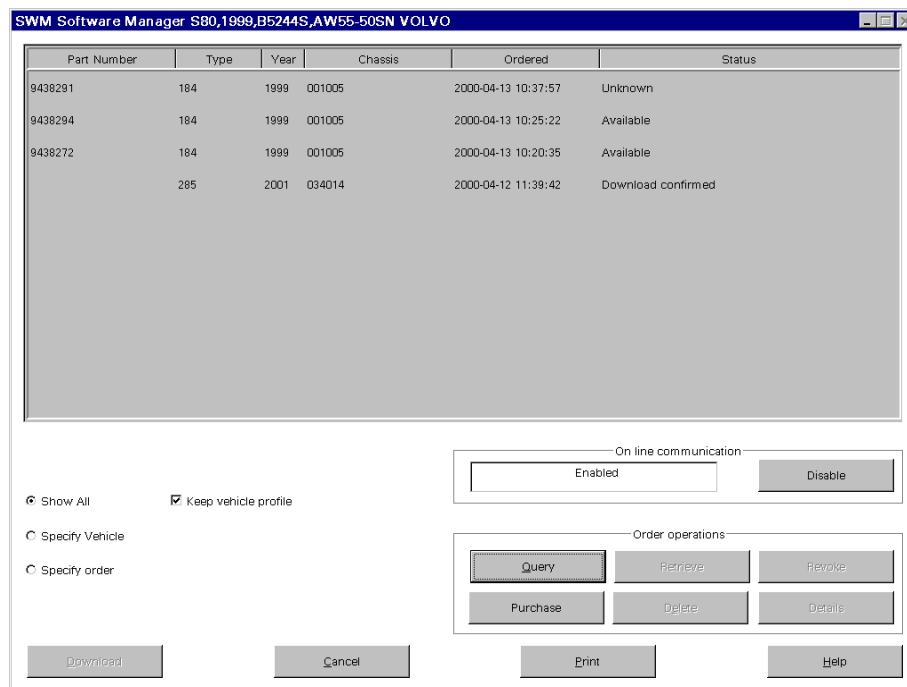 SWM Software Manager S80,1999,B5244S,AW55-50SN VOLVO
Part Number Type Year Chassis Ordered Status
9438291 184 1999 001005 2000-04-13 10:37:57 Unknown
9438294 184 1999 001005 2000-04-13 10:25:22 Available
9438272 184 1999 001005 2000-04-13 10:20:35 Available
285 2001 034014 2000-04-12 11:39:42 Download confirmed
On line communication
Enabled Disable
Show All Keep vehicle profile
Specify Vehicle
Order operations
Specify order
Query Retrieve Revoke
Purchase Delete Details
Download Cancel Print Help